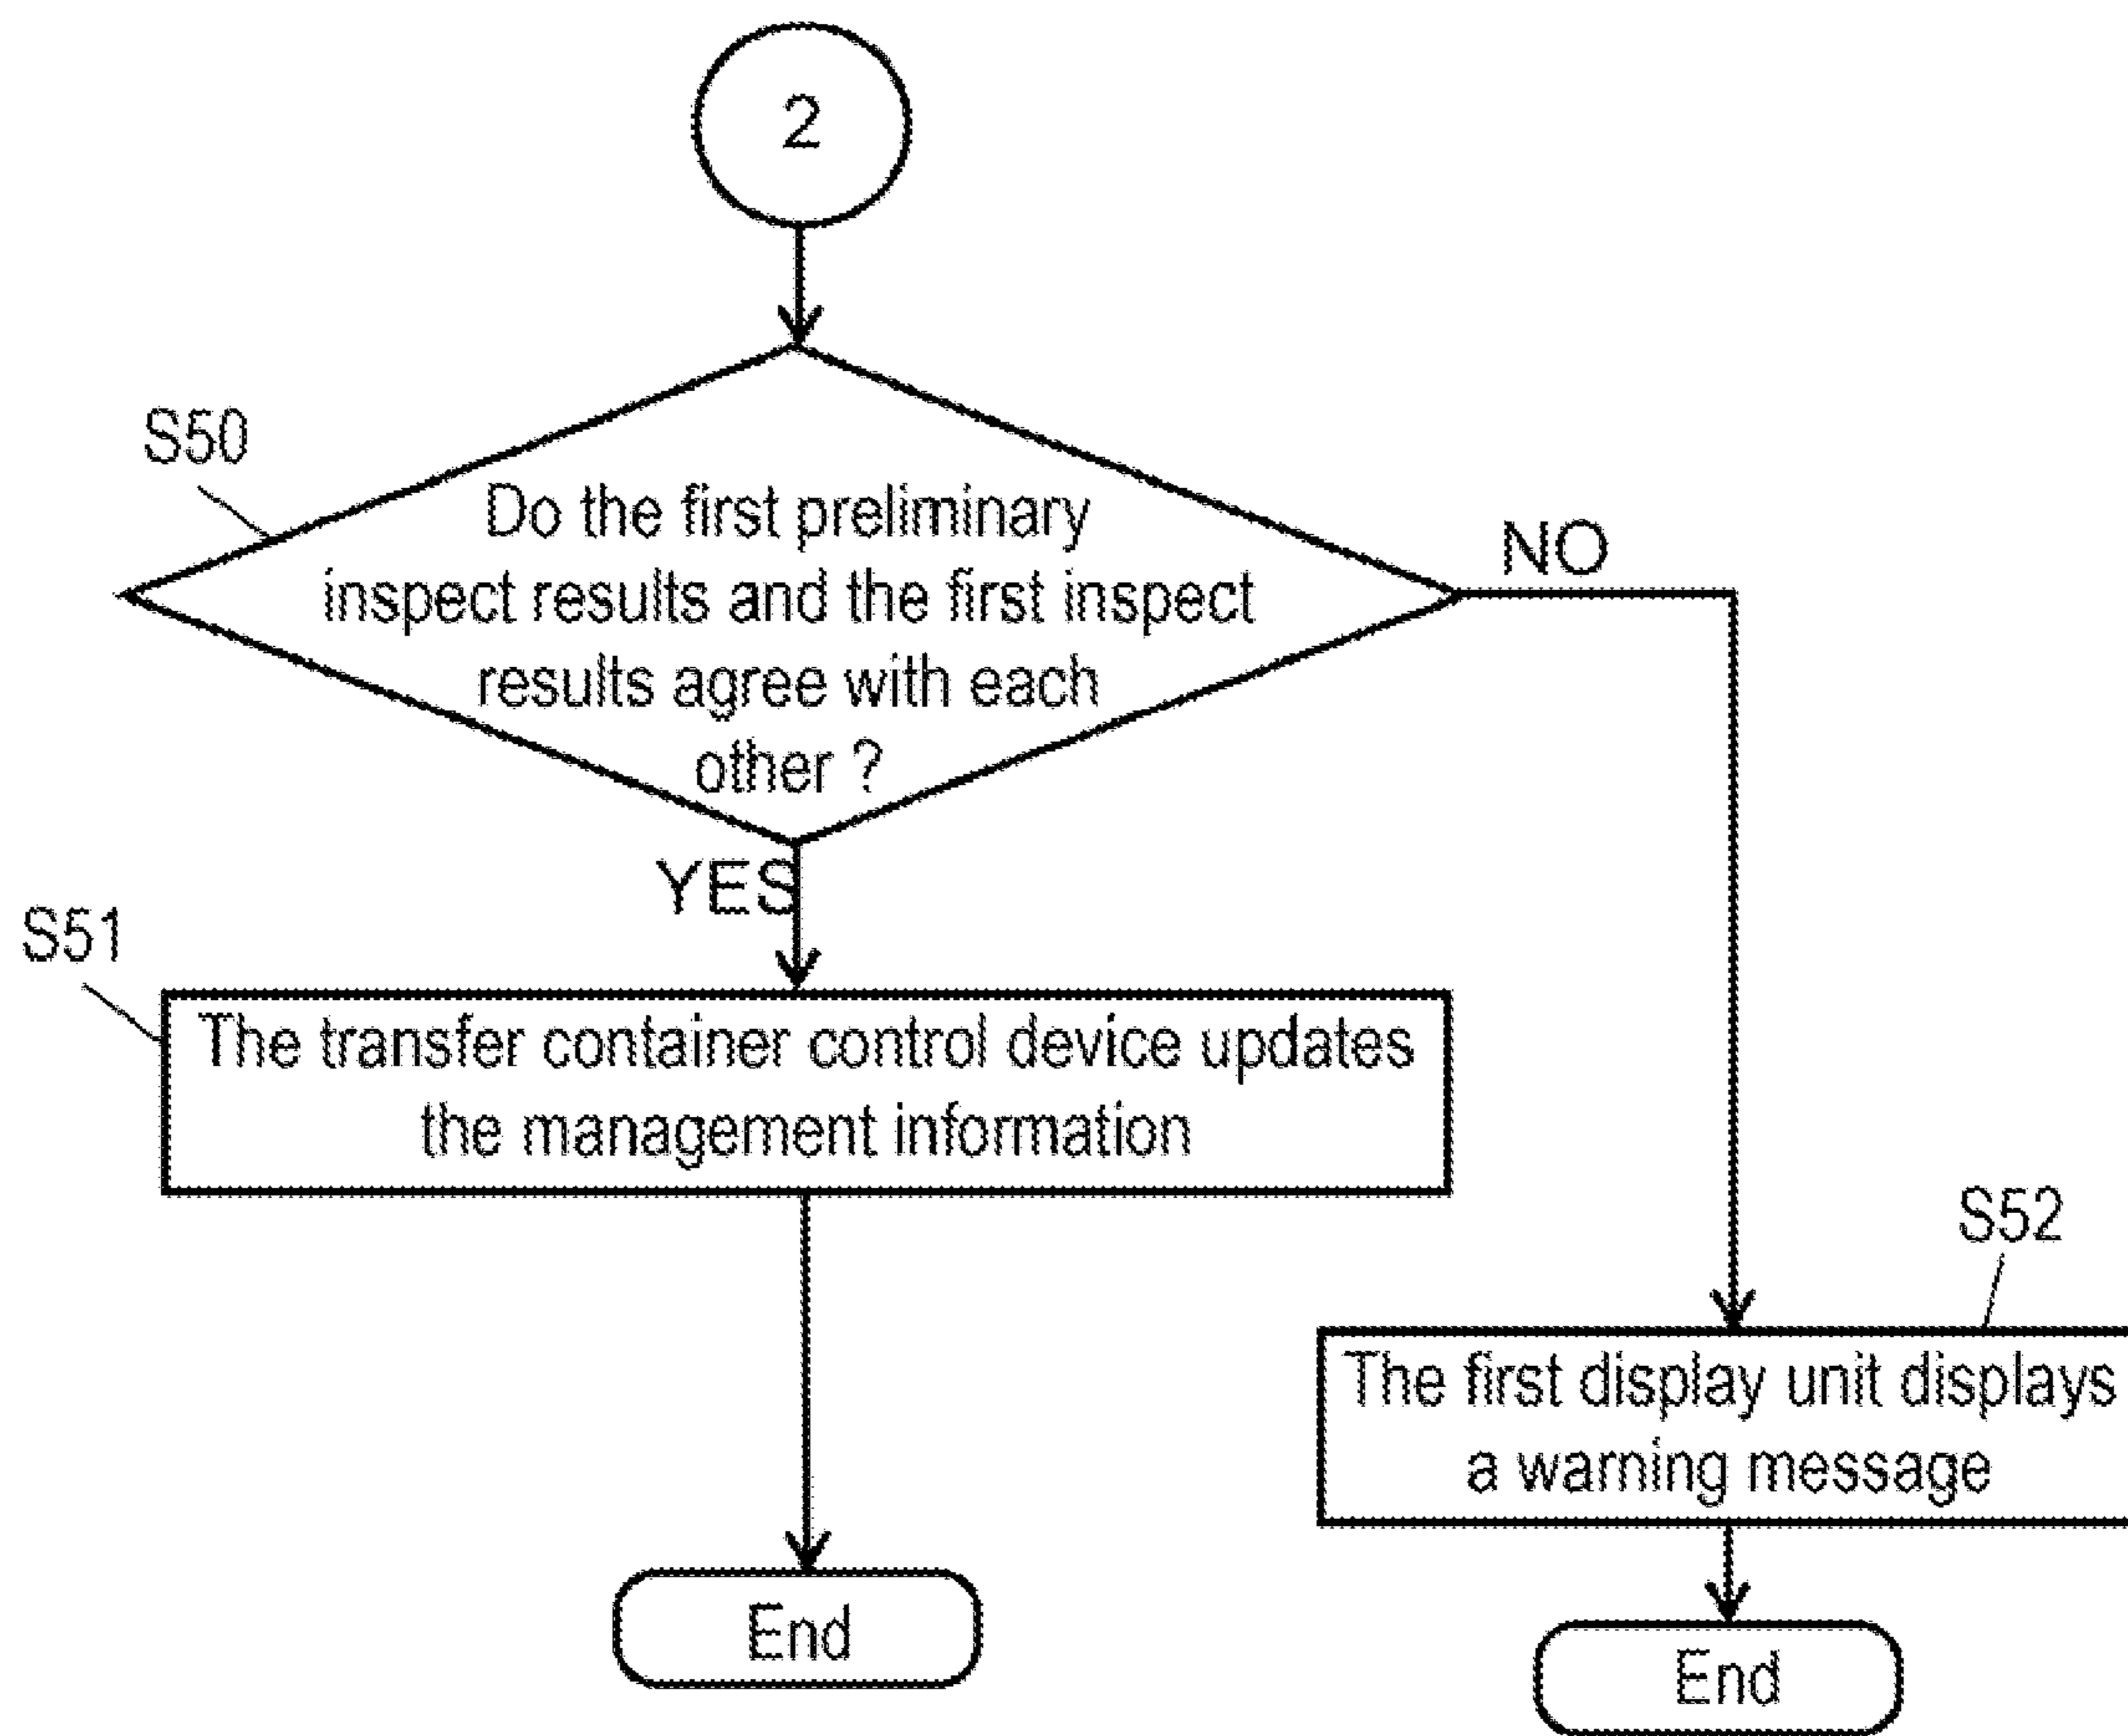 2
S50
Do the first preliminary
inspect results and the first inspect
results agree with each
other ?
NO
YES
S51
The transfer container control device updates
the management information
S52
The first display unit displays
a warning message
End
End